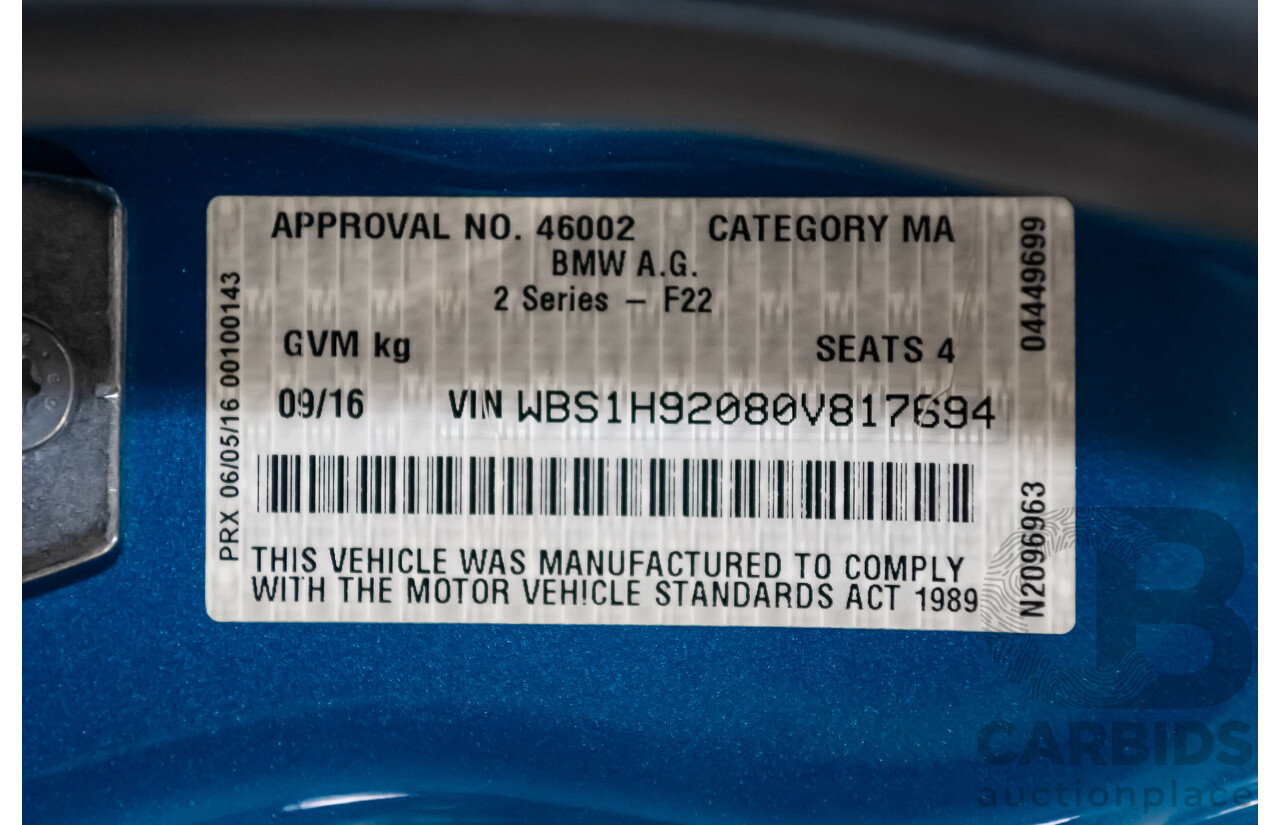 APPROVAL NO. 46002 CATEGORY MA
BMW A.G.
2 Series – F22
GVM kg SEATS 4
09/16 VIN WBS1H92080V817694
THIS VEHICLE WAS MANUFACTURED TO COMPLY
WITH THE MOTOR VEHICLE STANDARDS ACT 1989
PRX 06/05/16 00100143
04449699
N2096963
CB
CARBIDS
auctionplace